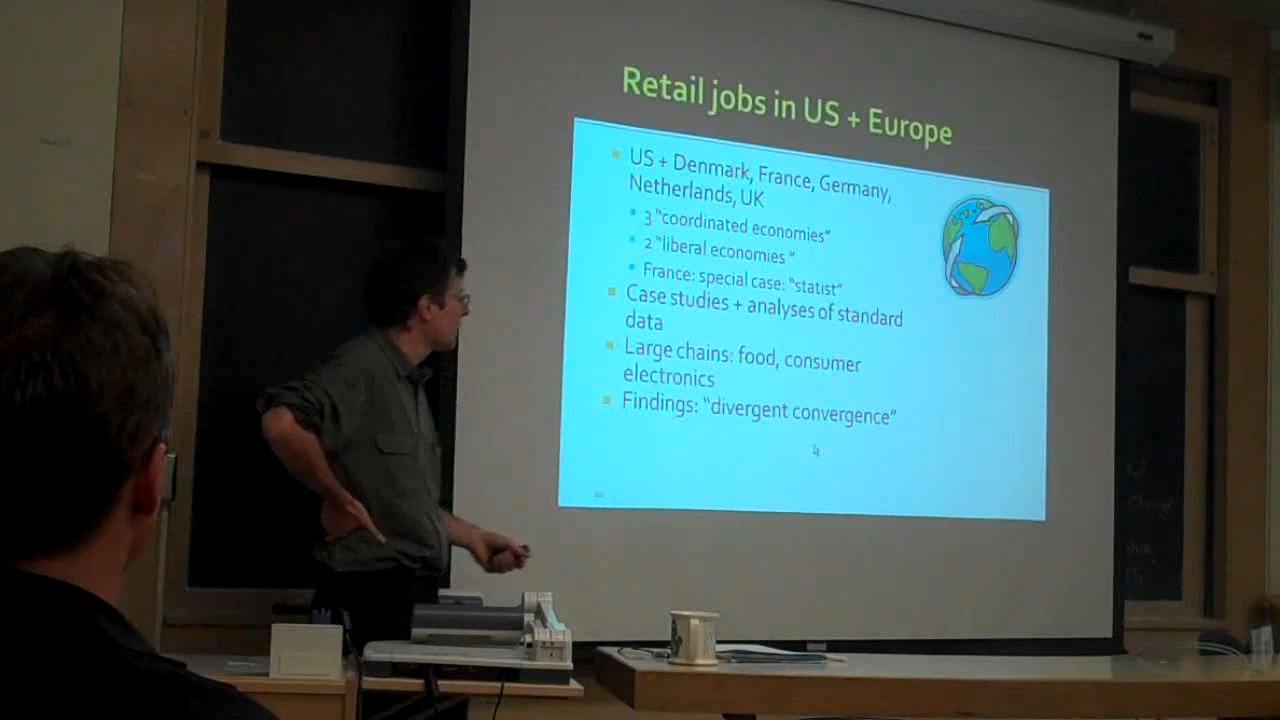 Retail jobs in US + Europe
US + Denmark, France, Germany,
Netherlands, UK
3 "coordinated economies"
2 "liberal economies "
France: special case: "statist"
Case studies + analyses of standard
data
Large chains: food, consumer
electronics
Findings: "divergent convergence"